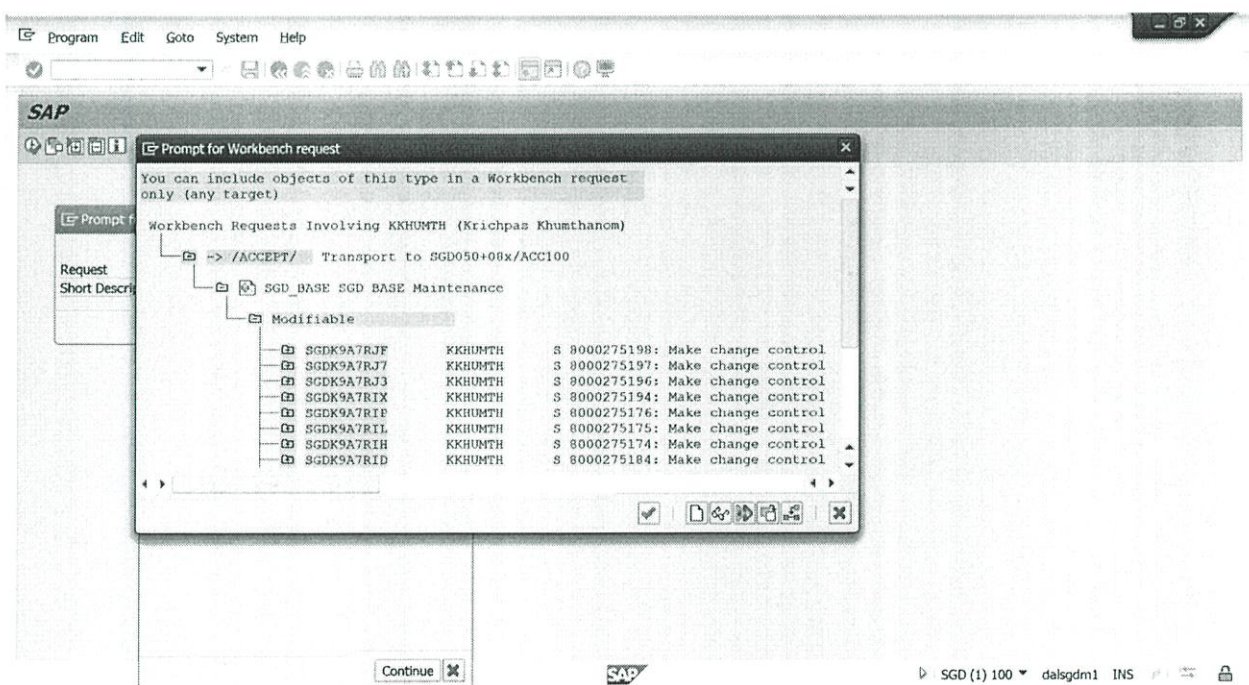 Program Edit Goto System Help
SAP
Prompt for Workbench request
You can include objects of this type in a Workbench request
only (any target)
Prompt f
Workbench Requests Involving KKHUMTH (Krichpas Khumthanom)
-> /ACCEPT/ Transport to SGD050+08x/ACC100
Request
Short Descrip
SGD_BASE SGD BASE Maintenance
Modifiable
SGDK9A7RJF KKHUMTH S 8000275198: Make change control
SGDK9A7RJ7 KKHUMTH S 8000275197: Make change control
SGDK9A7RJ3 KKHUMTH S 8000275196: Make change control
SGDK9A7RIX KKHUMTH S 8000275194: Make change control
SGDK9A7RIP KKHUMTH S 8000275176: Make change control
SGDK9A7RIL KKHUMTH S 8000275175: Make change control
SGDK9A7RIH KKHUMTH S 8000275174: Make change control
SGDK9A7RID KKHUMTH S 8000275184: Make change control
Continue
SAP
SGD (1) 100 dalsgdm1 INS